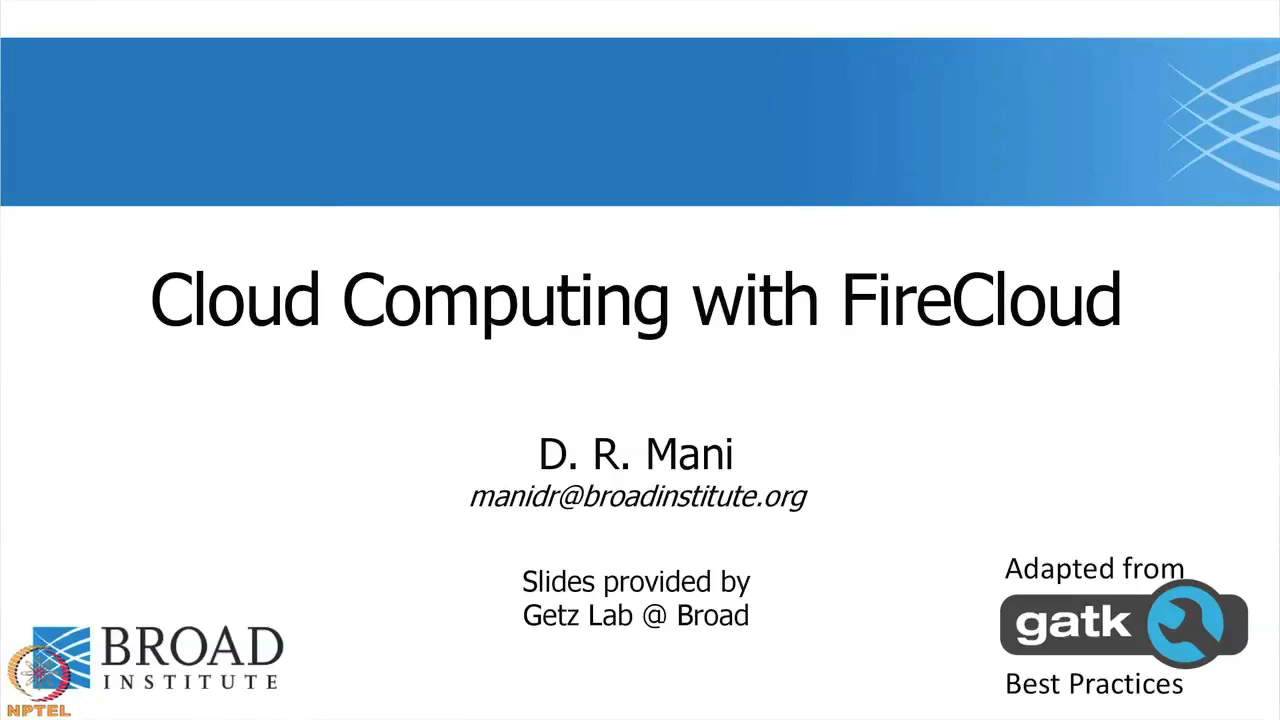 Cloud Computing with FireCloud
D. R. Mani
manidr@broadinstitute.org
Slides provided by
Getz Lab @ Broad
Adapted from
gatk
Best Practices
BROAD
INSTITUTE
NPTEL